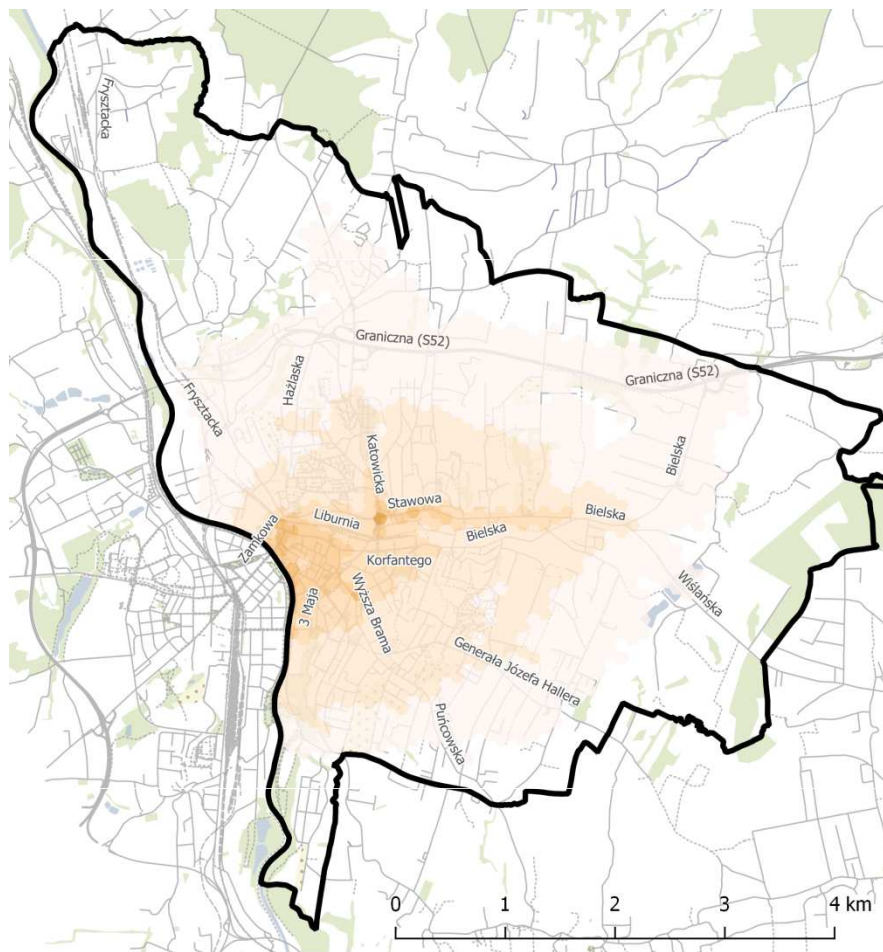 Frysztacka
Graniczna (S52)
Graniczna (S52)
Hażlaska
Frysztacka
Katowicka
Bielska
Stawowa
Liburnia
Bielska
Bielska
Zamkowa
Korfantego
3 Maja
Wyższa Brama
Wiślańska
Generała Józefa Hallera
Puńcowska
0 1 2 3 4 km